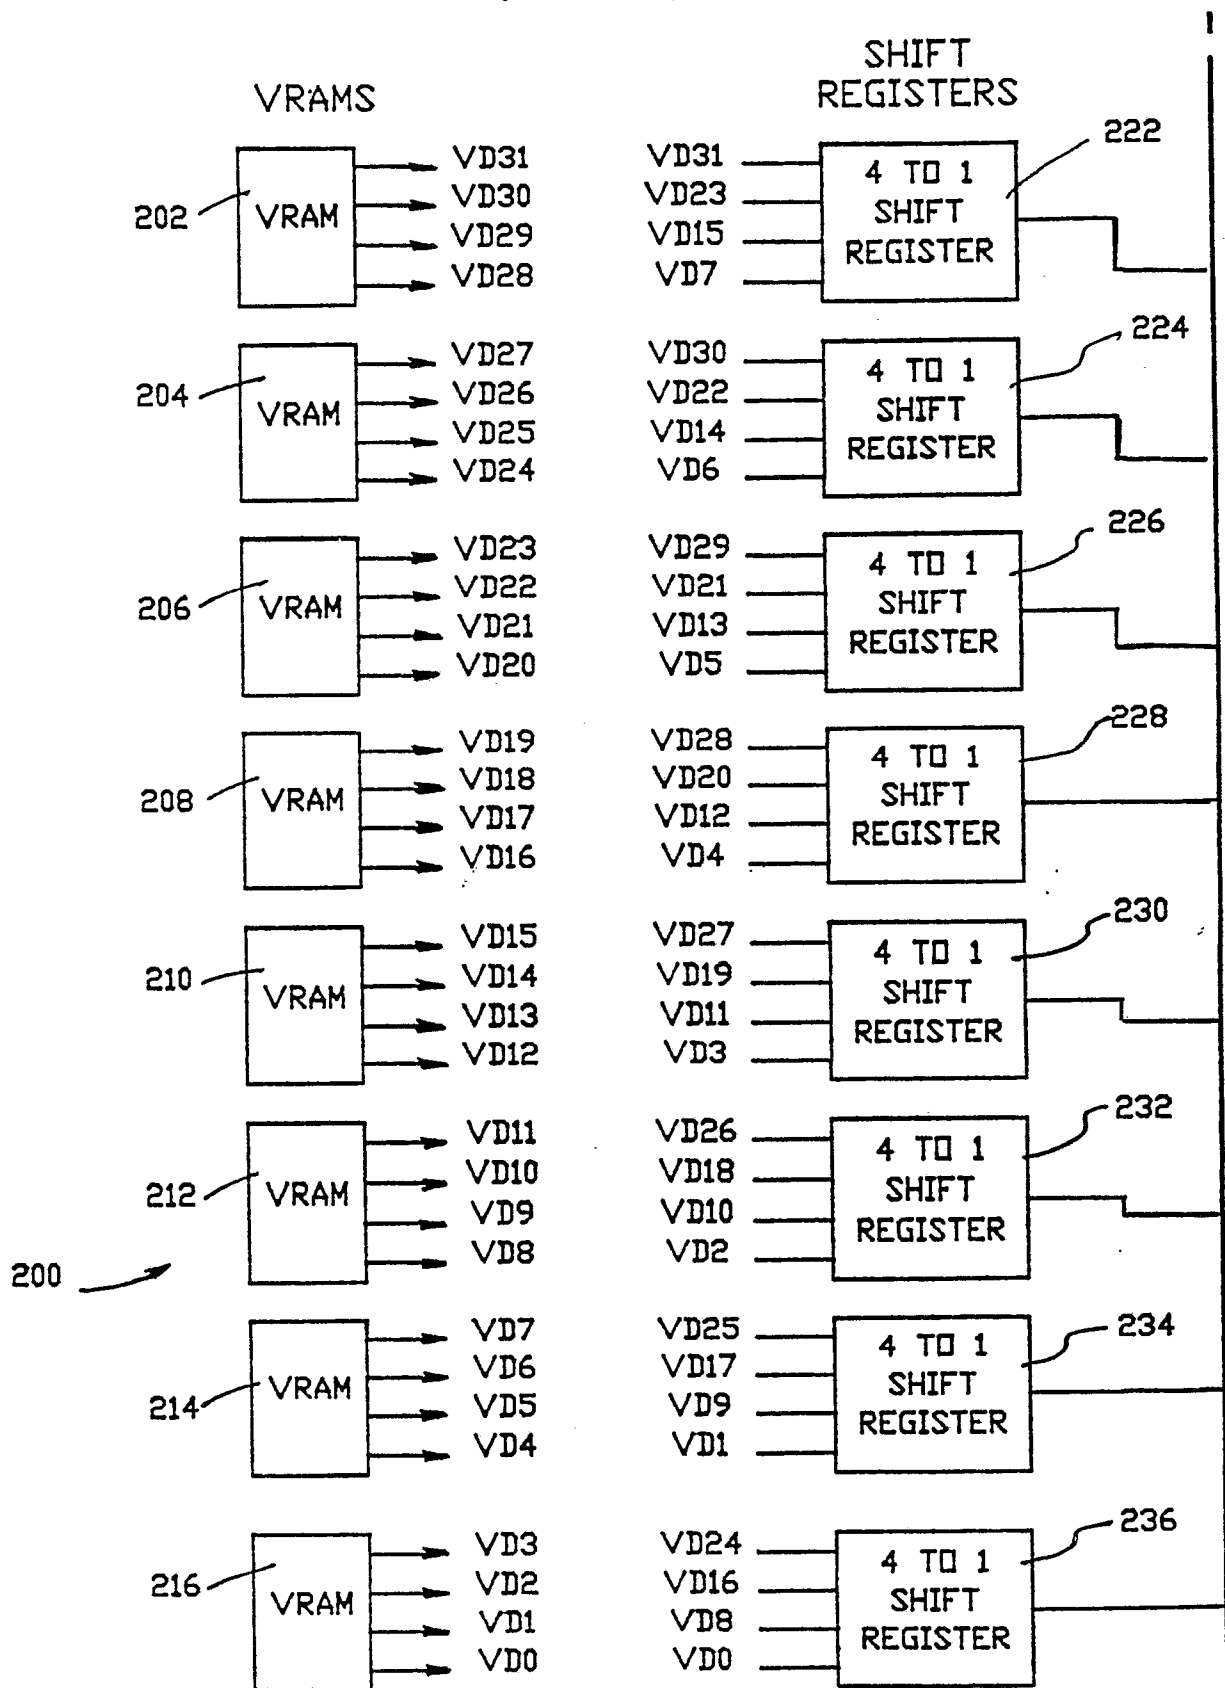 SHIFT
REGISTERS
VRAMS
202
VRAM
VD31
VD30
VD29
VD28
VD31
VD23
VD15
VD7
4 TO 1
SHIFT
REGISTER
222
204
VRAM
VD27
VD26
VD25
VD24
VD30
VD22
VD14
VD6
4 TO 1
SHIFT
REGISTER
224
206
VRAM
VD23
VD22
VD21
VD20
VD29
VD21
VD13
VD5
4 TO 1
SHIFT
REGISTER
226
208
VRAM
VD19
VD18
VD17
VD16
VD28
VD20
VD12
VD4
4 TO 1
SHIFT
REGISTER
228
210
VRAM
VD15
VD14
VD13
VD12
VD27
VD19
VD11
VD3
4 TO 1
SHIFT
REGISTER
230
212
VRAM
VD11
VD10
VD9
VD8
VD26
VD18
VD10
VD2
4 TO 1
SHIFT
REGISTER
232
200
214
VRAM
VD7
VD6
VD5
VD4
VD25
VD17
VD9
VD1
4 TO 1
SHIFT
REGISTER
234
216
VRAM
VD3
VD2
VD1
VD0
VD24
VD16
VD8
VD0
4 TO 1
SHIFT
REGISTER
236